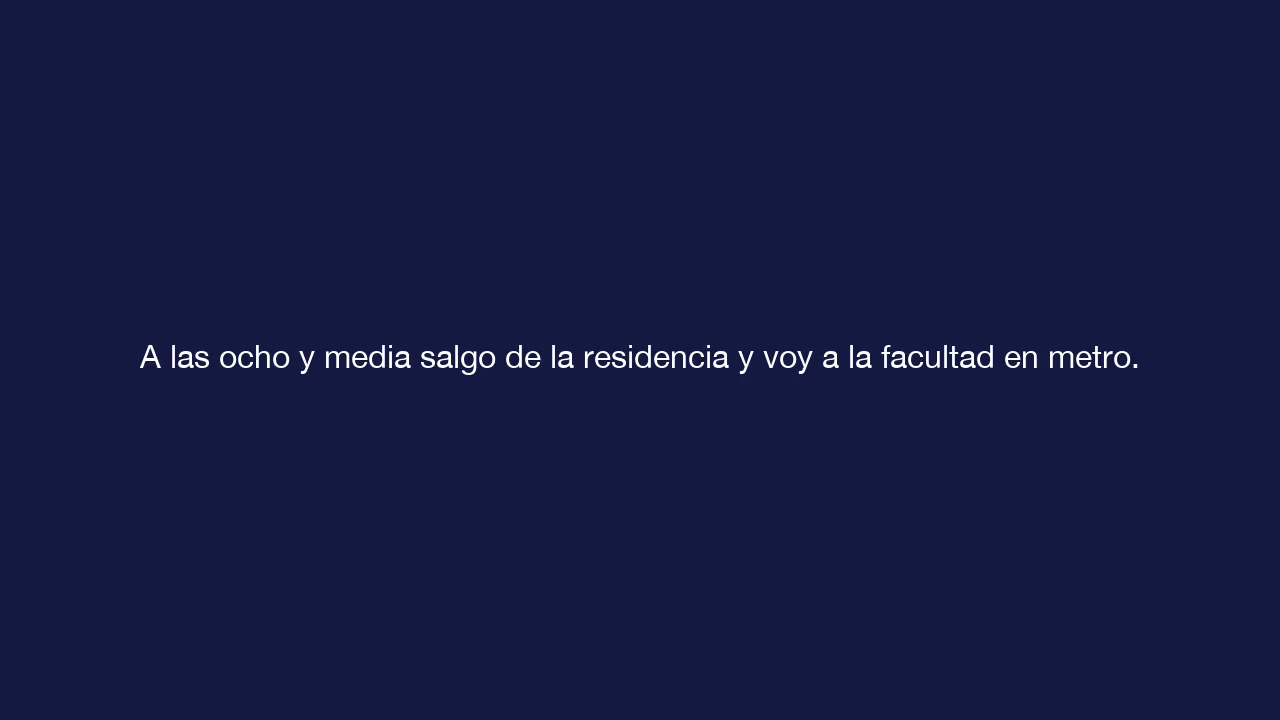 A las ocho y media salgo de la residencia y voy a la facultad en metro.